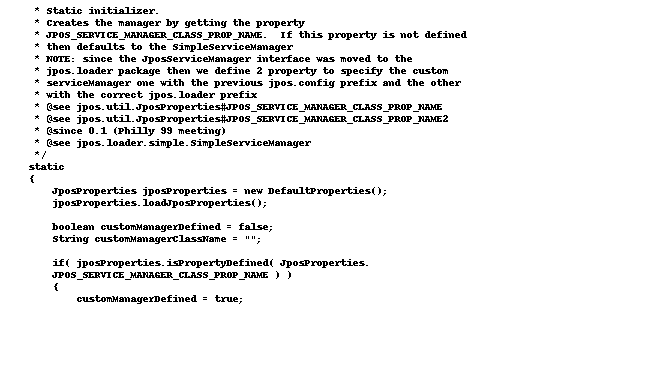 * Static initializer.
* Creates the manager by getting the property
* JPOS_SERVICE_MANAGER_CLASS_PROP_NAME.  If this property is not defined
* then defaults to the SimpleServiceManager
* NOTE: since the JposServiceManager interface was moved to the
* jpos.loader package then we define 2 property to specify the custom
* serviceManager one with the previous jpos.config prefix and the other
* with the correct jpos.loader prefix
* @see jpos.util.JposProperties#JPOS_SERVICE_MANAGER_CLASS_PROP_NAME
* @see jpos.util.JposProperties#JPOS_SERVICE_MANAGER_CLASS_PROP_NAME2
* @since 0.1 (Philly 99 meeting)
* @see jpos.loader.simple.SimpleServiceManager
*/
static
{
JposProperties jposProperties = new DefaultProperties();
jposProperties.loadJposProperties();
boolean customManagerDefined = false;
String customManagerClassName = "";
if( jposProperties.isPropertyDefined( JposProperties.
JPOS_SERVICE_MANAGER_CLASS_PROP_NAME ) )
{
customManagerDefined = true;